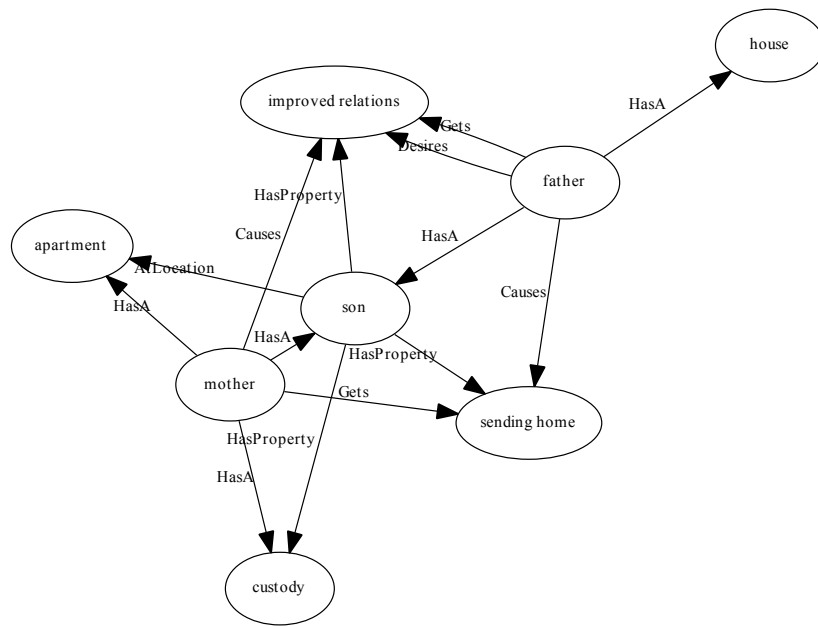 house
improved relations
HasA
Gets
Desires
father
HasProperty
Causes
HasA
apartment
AtLocation
Causes
HasA
son
HasA
HasProperty
mother
Gets
sending home
HasProperty
HasA
custody